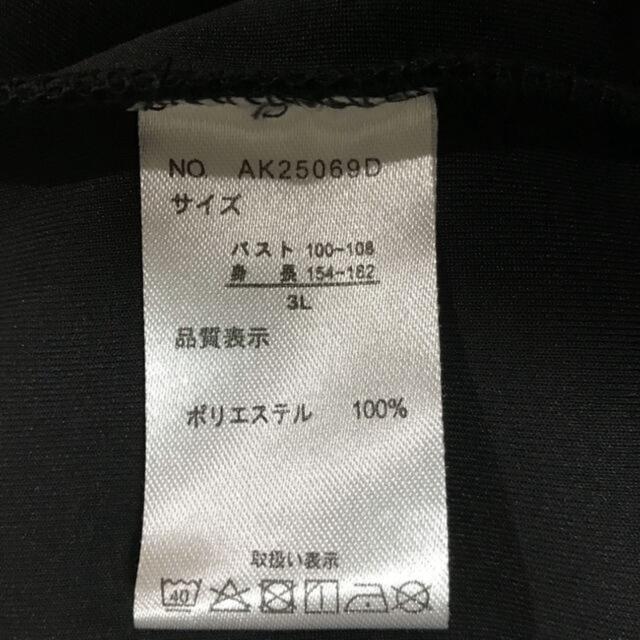 NO. AK25069D
サイズ
バスト 100-108
身 長 154-162
3L
品質表示
ポリエステル 100%
取扱い表示
40